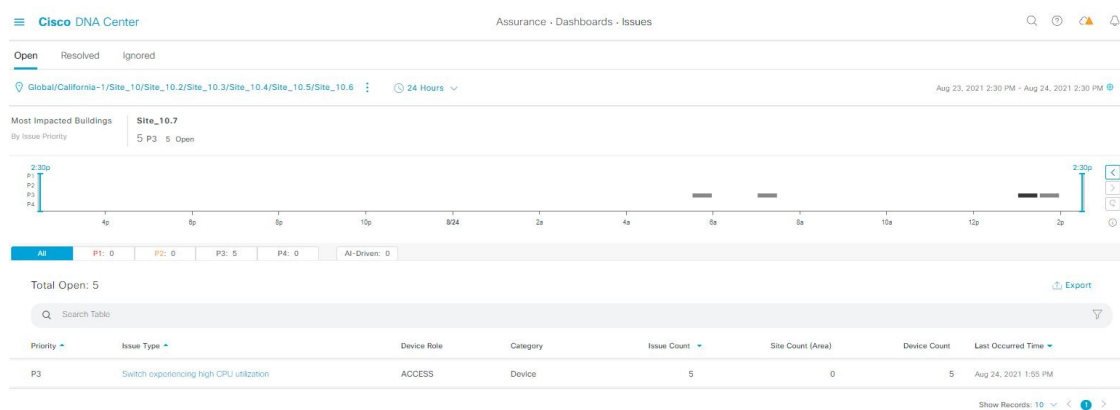 Cisco DNA Center
Assurance · Dashboards · Issues
Open Resolved Ignored
Global/California-1/Site_10/Site_10.2/Site_10.3/Site_10.4/Site_10.5/Site_10.6 24 Hours Aug 23, 2021 2:30 PM - Aug 24, 2021 2:30 PM
Most Impacted Buildings Site_10.7
By Issue Priority 5 P3 5 Open
2:30p 2:30p
P1
P2
P3
P4
4p 6p 8p 10p 8/24 2a 4a 6a 8a 10a 12p 2p
All P1: 0 P2: 0 P3: 5 P4: 0 AI-Driven: 0
Total Open: 5 Export
Search Table
Priority Issue Type Device Role Category Issue Count Site Count (Area) Device Count Last Occurred Time
P3 Switch experiencing high CPU utilization ACCESS Device 5 0 5 Aug 24, 2021 1:55 PM
Show Records: 10 1